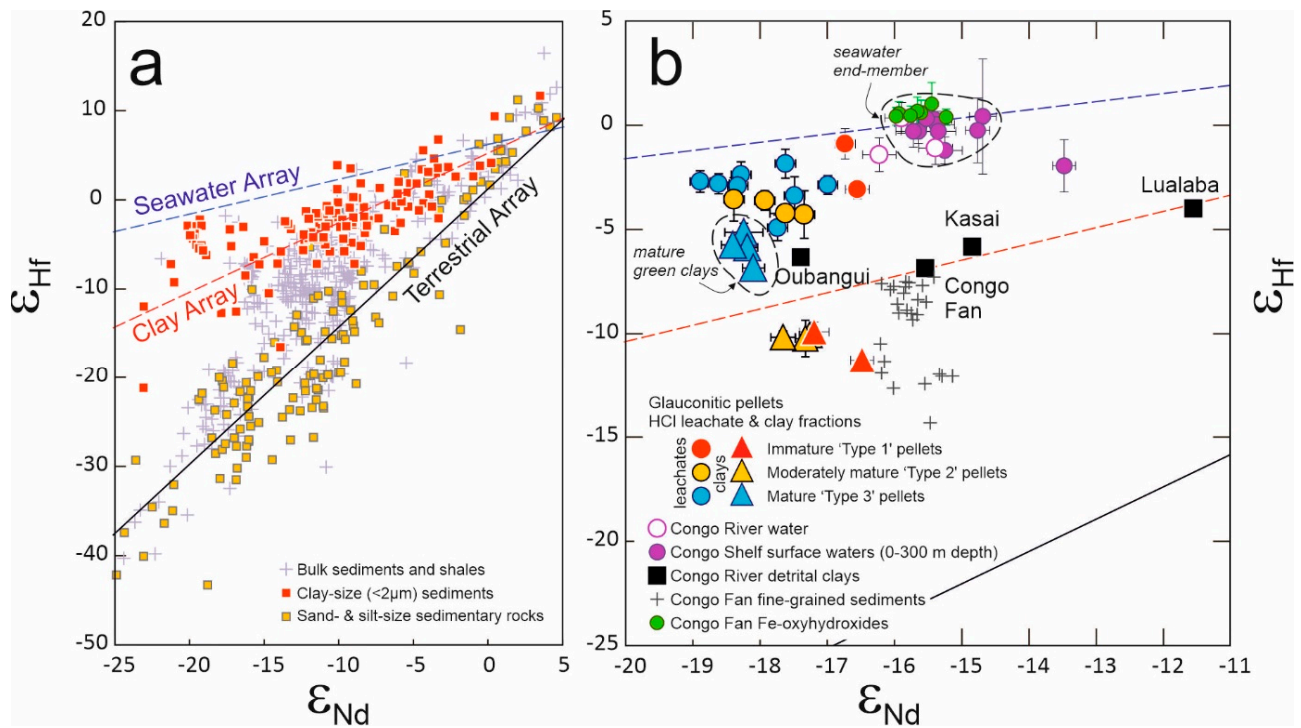 a
20
10
0
-10
-20
-30
-40
-50
εHf
-25
-20
-15
-10
-5
0
5
εNd
Seawater Array
Clay Array
Terrestrial Array
Bulk sediments and shales
Clay-size (<2μm) sediments
Sand- & silt-size sedimentary rocks
b
5
0
-5
-10
-15
-20
-25
εHf
-20
-19
-18
-17
-16
-15
-14
-13
-12
-11
εNd
seawater
end-member
Lualaba
Kasai
mature
green clays
Oubangui
Congo
Fan
Glauconitic pellets
HCl leachate & clay fractions
leachates
clays
Immature 'Type 1' pellets
Moderately mature 'Type 2' pellets
Mature 'Type 3' pellets
Congo River water
Congo Shelf surface waters (0-300 m depth)
Congo River detrital clays
Congo Fan fine-grained sediments
Congo Fan Fe-oxyhydroxides